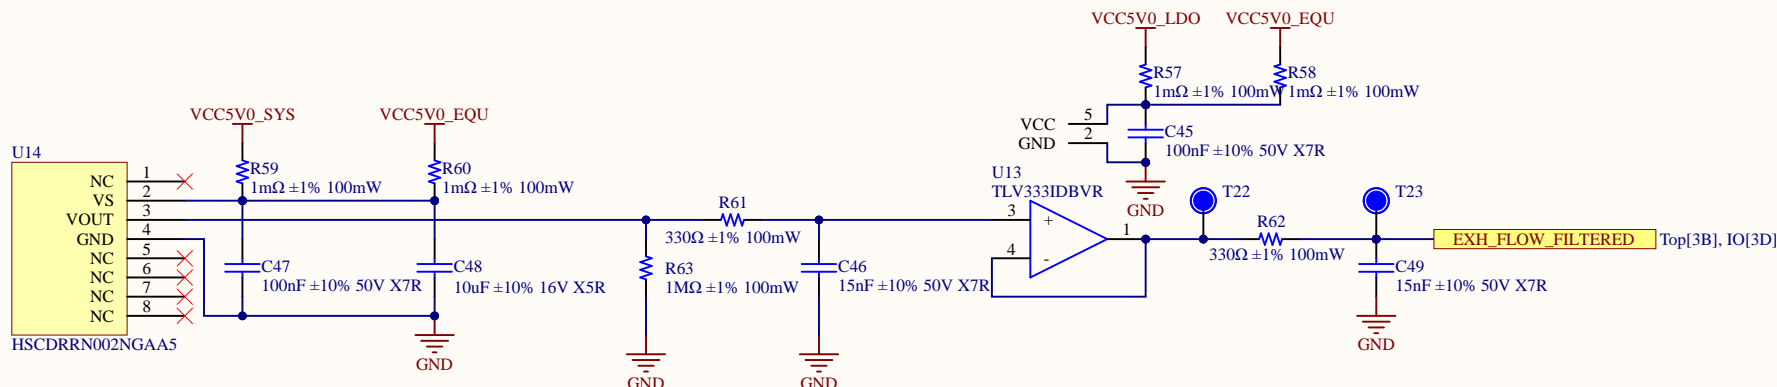 VCC5V0_LDO
VCC5V0_EQU
R57
1mΩ ±1% 100mW
R58
1mΩ ±1% 100mW
VCC 5
GND 2
C45
100nF ±10% 50V X7R
GND
VCC5V0_SYS
VCC5V0_EQU
R59
1mΩ ±1% 100mW
R60
1mΩ ±1% 100mW
U14
NC 1
VS 2
VOUT 3
GND 4
NC 5
NC 6
NC 7
NC 8
HSCDRRN002NGAA5
C47
100nF ±10% 50V X7R
C48
10uF ±10% 16V X5R
GND
R61
330Ω ±1% 100mW
R63
1MΩ ±1% 100mW
GND
C46
15nF ±10% 50V X7R
GND
U13
TLV333IDBVR
3 +
4 -
1
T22
R62
330Ω ±1% 100mW
T23
C49
15nF ±10% 50V X7R
GND
EXH_FLOW_FILTERED Top[3B], IO[3D]